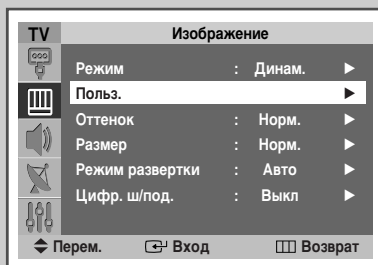 TV Изображение
Режим : Динам. ▶
Польз. ▶
Оттенок : Норм. ▶
Размер : Норм. ▶
Режим развертки : Авто ▶
Цифр. ш/под. : Выкл ▶
Перем. Вход Возврат